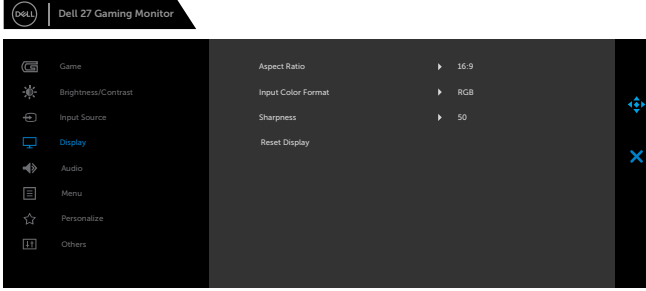 DELL
Dell 27 Gaming Monitor
Game
Aspect Ratio 16:9
Brightness/Contrast
Input Color Format RGB
Input Source
Sharpness 50
Display
Reset Display
Audio
Menu
Personalize
Others